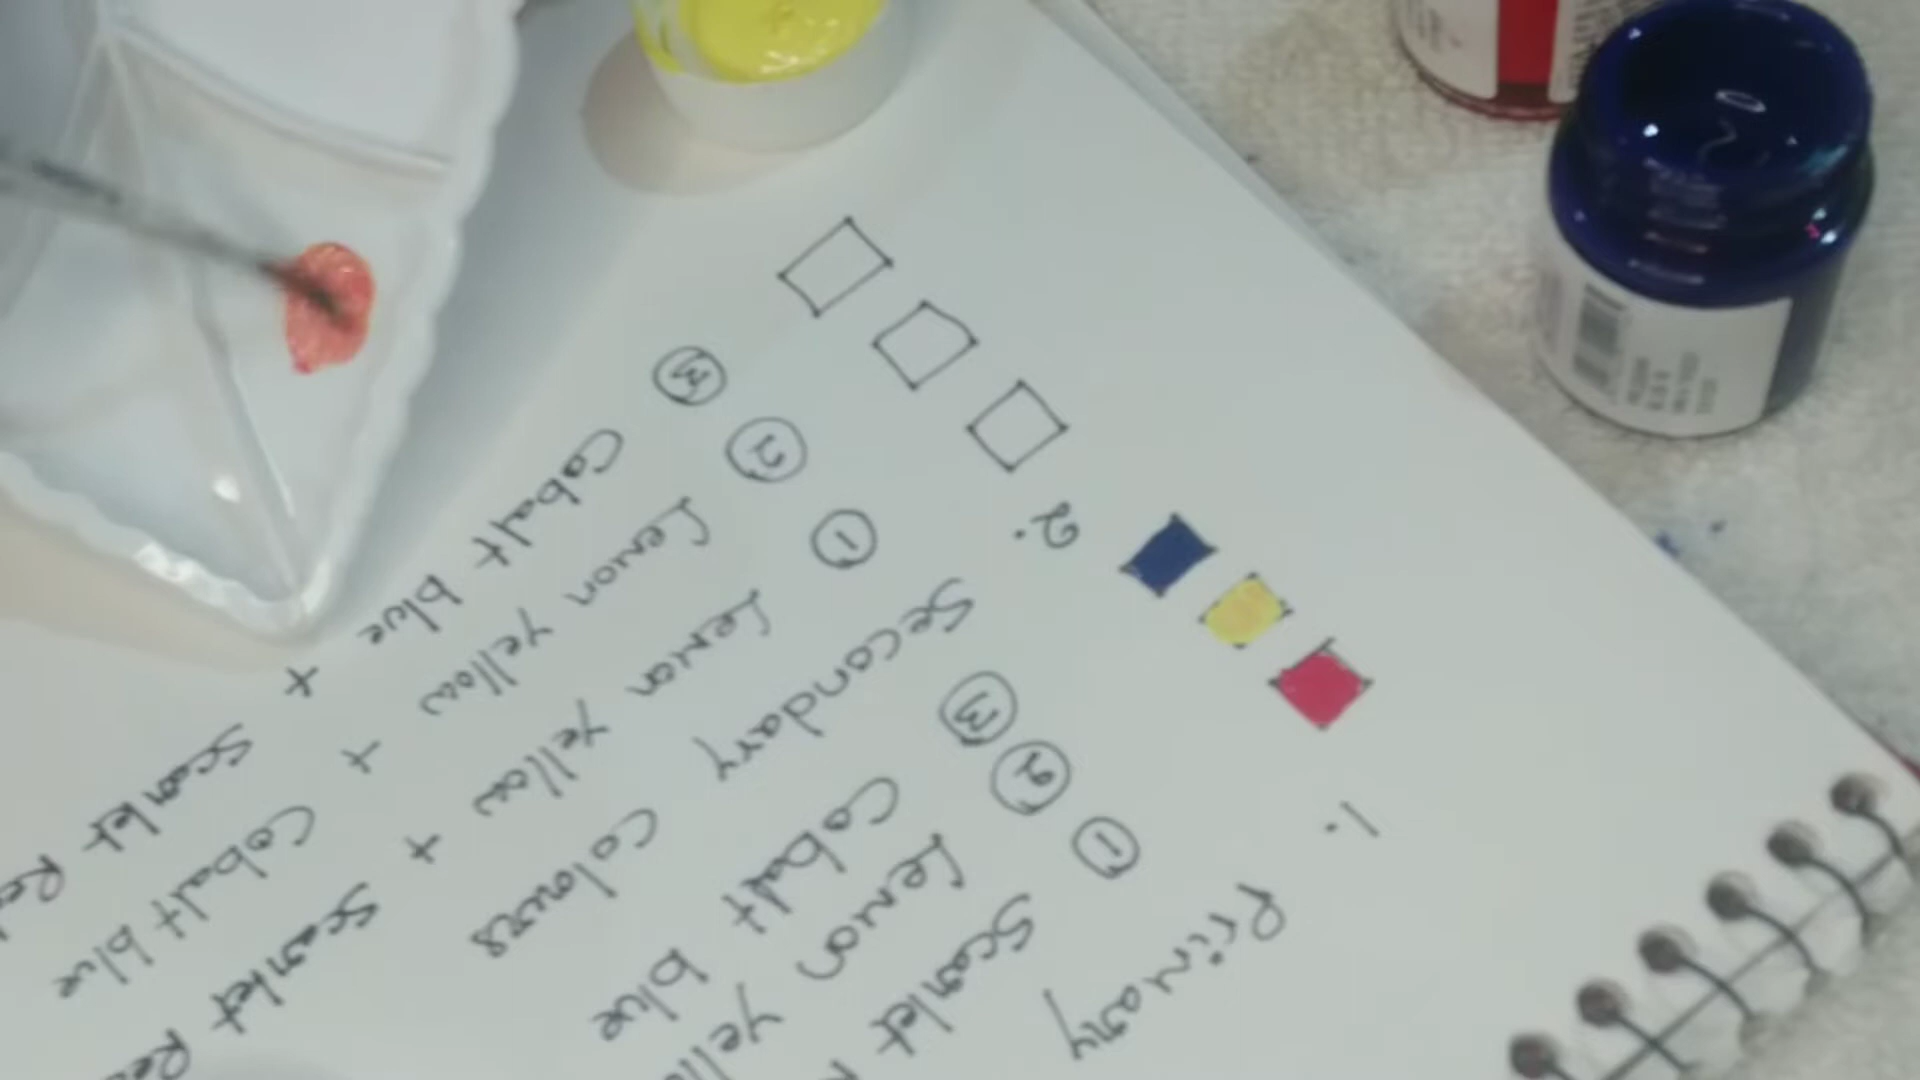 1. Primary
① Scarlet
② Lemon Yell
③ Cobalt blue
2. Secondary Colours
① Lemon Yellow + Scarlet Re
② Lemon Yellow + Cobalt blue
③ Cobalt blue + Scarlet Re